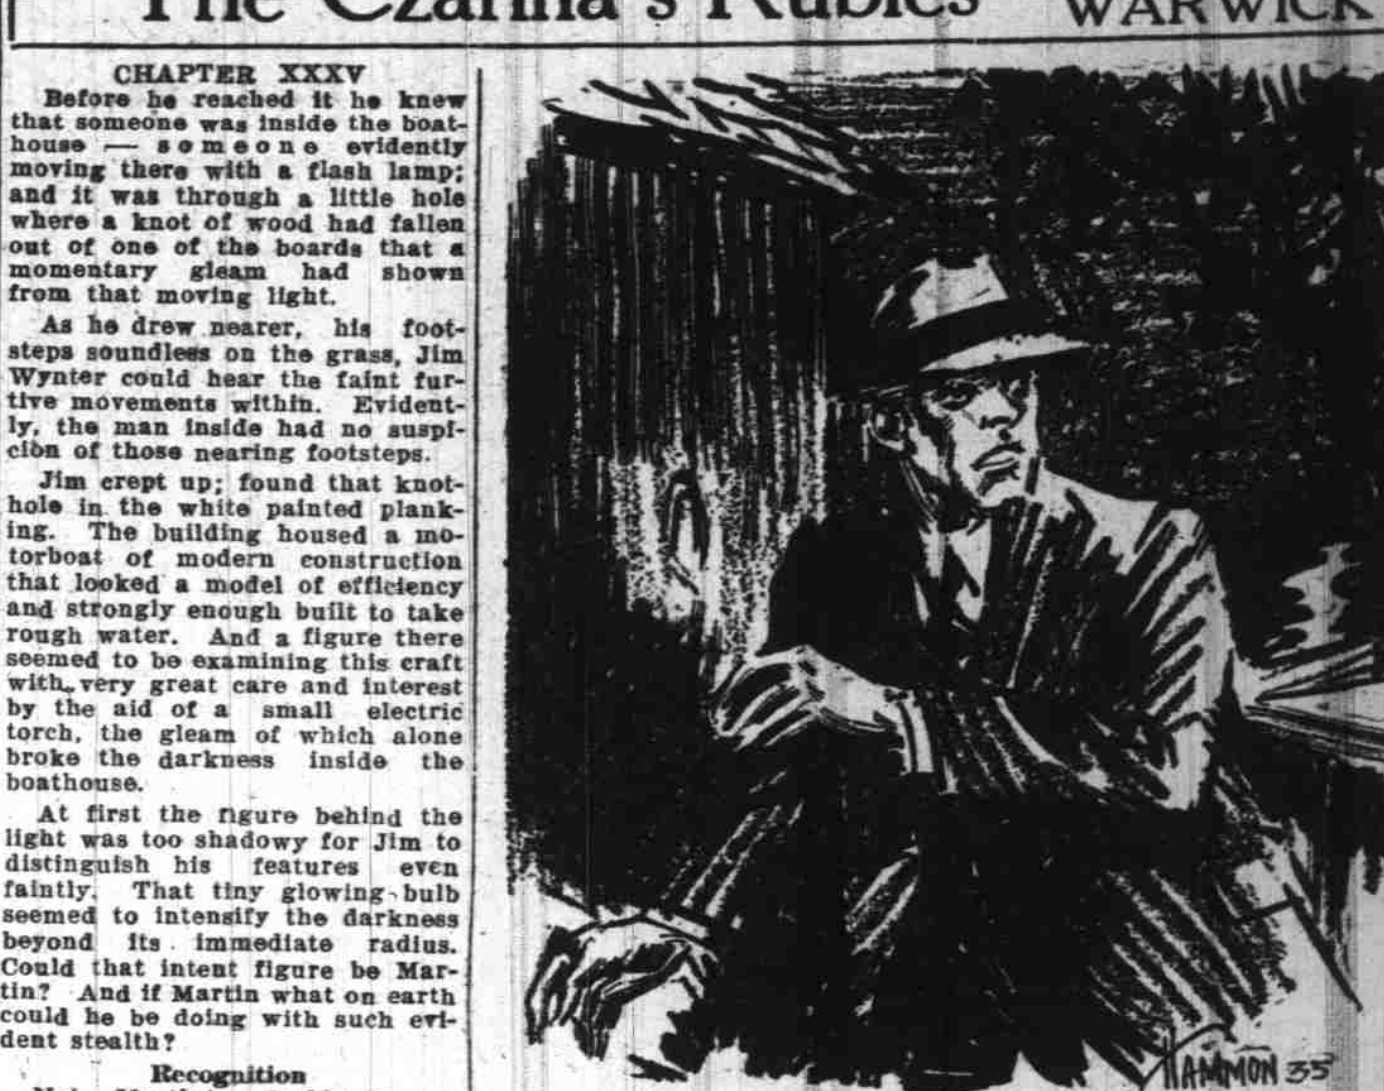 The Czarina's Rubies WARWICK
CHAPTER XXXV
Before he reached it he knew
that someone was inside the boat-
house — someone evidently
moving there with a flash lamp;
and it was through a little hole
where a knot of wood had fallen
out of one of the boards that a
momentary gleam had shown
from that moving light.
As he drew nearer, his foot-
steps soundless on the grass, Jim
Wynter could hear the faint fur-
tive movements within. Evident-
ly, the man inside had no suspi-
cion of those nearing footsteps.
Jim crept up; found that knot-
hole in the white painted plank-
ing. The building housed a mo-
torboat of modern construction
that looked a model of efficiency
and strongly enough built to take
rough water. And a figure there
seemed to be examining this craft
with very great care and interest
by the aid of a small electric
torch, the gleam of which alone
broke the darkness inside the
boathouse.
At first the figure behind the
light was too shadowy for Jim to
distinguish his features even
faintly. That tiny glowing bulb
seemed to intensify the darkness
beyond its immediate radius.
Could that intent figure be Mar-
tin? And if Martin what on earth
could he be doing with such evi-
dent stealth?
Recognition
HAMMON 35